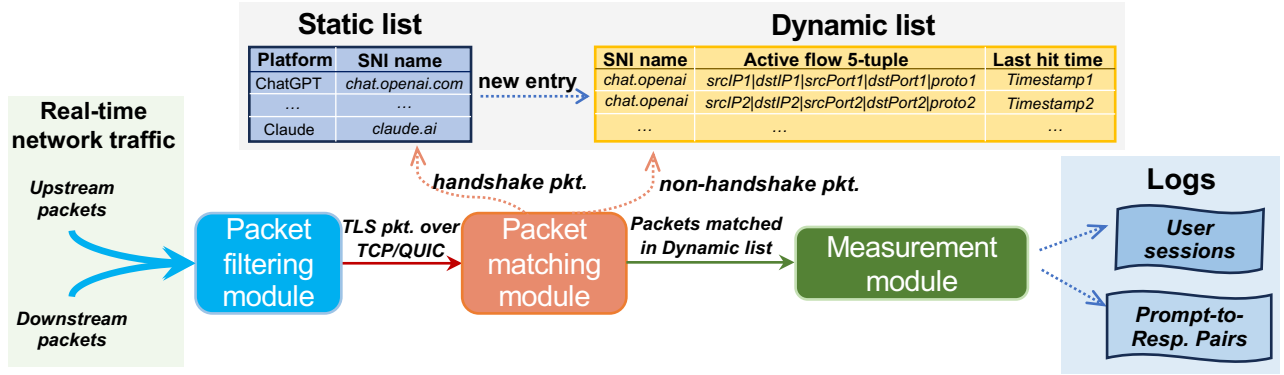 Static list
Dynamic list
Platform SNI name
ChatGPT chat.openai.com
... ...
Claude claude.ai
new entry
SNI name Active flow 5-tuple Last hit time
chat.openai srcIP1|dstIP1|srcPort1|dstPort1|proto1 Timestamp1
chat.openai srcIP2|dstIP2|srcPort2|dstPort2|proto2 Timestamp2
... ... ...
Real-time
network traffic
Upstream
packets
Downstream
packets
Packet
filtering
module
TLS pkt. over
TCP/QUIC
handshake pkt.
non-handshake pkt.
Packet
matching
module
Packets matched
in Dynamic list
Measurement
module
Logs
User
sessions
Prompt-to-
Resp. Pairs